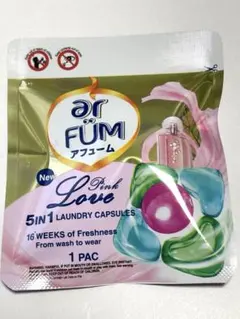 ar
FÜM
アフューム
New
Pink
Love
5IN1 LAUNDRY CAPSULES
16 WEEKS of Freshness
From wash to wear
1 PAC